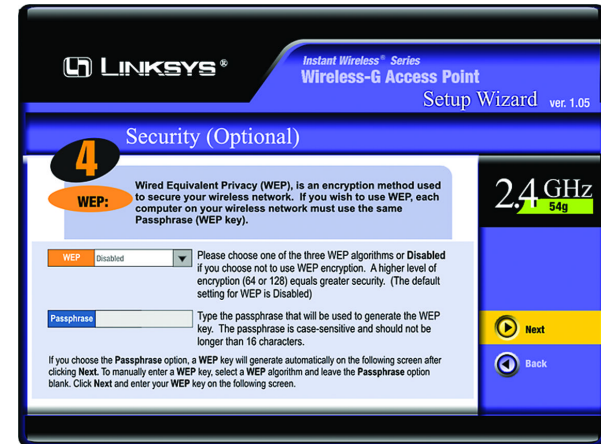 LINKSYS®
Instant Wireless® Series
Wireless-G Access Point
Setup Wizard ver. 1.05
Security (Optional)
4
WEP:
Wired Equivalent Privacy (WEP), is an encryption method used
to secure your wireless network. If you wish to use WEP, each
computer on your wireless network must use the same
Passphrase (WEP key).
2.4 GHz
54g
WEP Disabled
Please choose one of the three WEP algorithms or Disabled
if you choose not to use WEP encryption. A higher level of
encryption (64 or 128) equals greater security. (The default
setting for WEP is Disabled)
Passphrase
Type the passphrase that will be used to generate the WEP
key. The passphrase is case-sensitive and should not be
longer than 16 characters.
If you choose the Passphrase option, a WEP key will generate automatically on the following screen after
clicking Next. To manually enter a WEP key, select a WEP algorithm and leave the Passphrase option
blank. Click Next and enter your WEP key on the following screen.
Next
Back